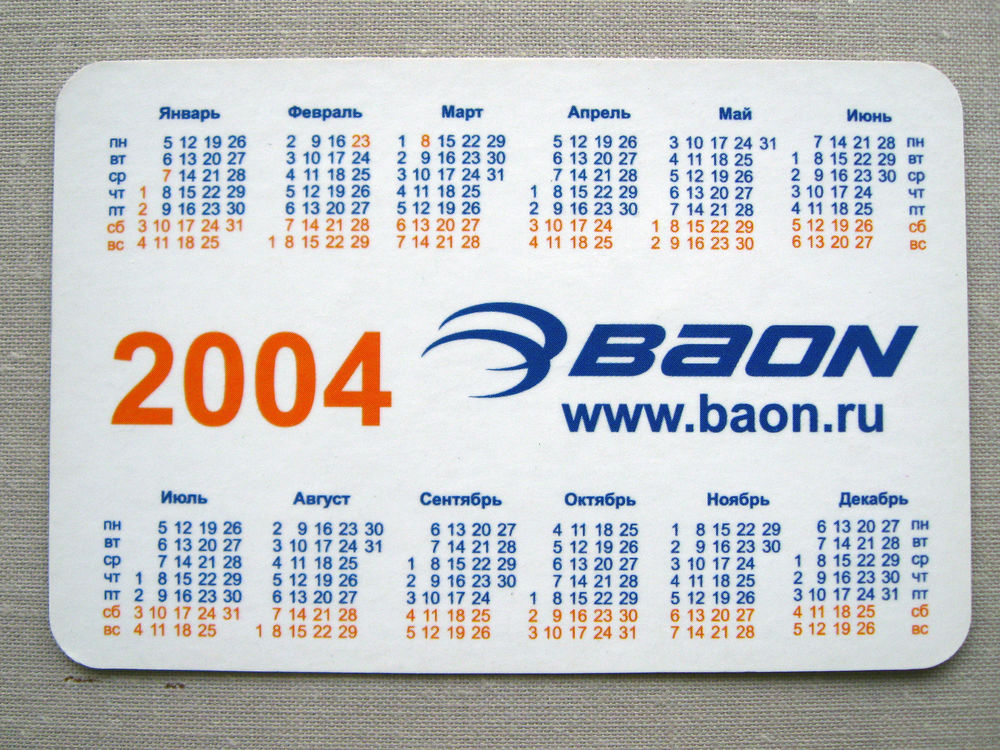 Январь Февраль Март Апрель Май Июнь
пн 5 12 19 26 2 9 16 23 1 8 15 22 29 5 12 19 26 3 10 17 24 31 7 14 21 28 пн
вт 6 13 20 27 3 10 17 24 2 9 16 23 30 6 13 20 27 4 11 18 25 1 8 15 22 29 вт
ср 7 14 21 28 4 11 18 25 3 10 17 24 31 7 14 21 28 5 12 19 26 2 9 16 23 30 ср
чт 1 8 15 22 29 5 12 19 26 4 11 18 25 1 8 15 22 29 6 13 20 27 3 10 17 24 чт
пт 2 9 16 23 30 6 13 20 27 5 12 19 26 2 9 16 23 30 7 14 21 28 4 11 18 25 пт
сб 3 10 17 24 31 7 14 21 28 6 13 20 27 3 10 17 24 1 8 15 22 29 5 12 19 26 сб
вс 4 11 18 25 1 8 15 22 29 7 14 21 28 4 11 18 25 2 9 16 23 30 6 13 20 27 вс
2004 BAON
www.baon.ru
Июль Август Сентябрь Октябрь Ноябрь Декабрь
пн 5 12 19 26 2 9 16 23 30 6 13 20 27 4 11 18 25 1 8 15 22 29 6 13 20 27 пн
вт 6 13 20 27 3 10 17 24 31 7 14 21 28 5 12 19 26 2 9 16 23 30 7 14 21 28 вт
ср 7 14 21 28 4 11 18 25 1 8 15 22 29 6 13 20 27 3 10 17 24 1 8 15 22 29 ср
чт 1 8 15 22 29 5 12 19 26 2 9 16 23 30 7 14 21 28 4 11 18 25 2 9 16 23 30 чт
пт 2 9 16 23 30 6 13 20 27 3 10 17 24 1 8 15 22 29 5 12 19 26 3 10 17 24 31 пт
сб 3 10 17 24 31 7 14 21 28 4 11 18 25 2 9 16 23 30 6 13 20 27 4 11 18 25 сб
вс 4 11 18 25 1 8 15 22 29 5 12 19 26 3 10 17 24 31 7 14 21 28 5 12 19 26 вс